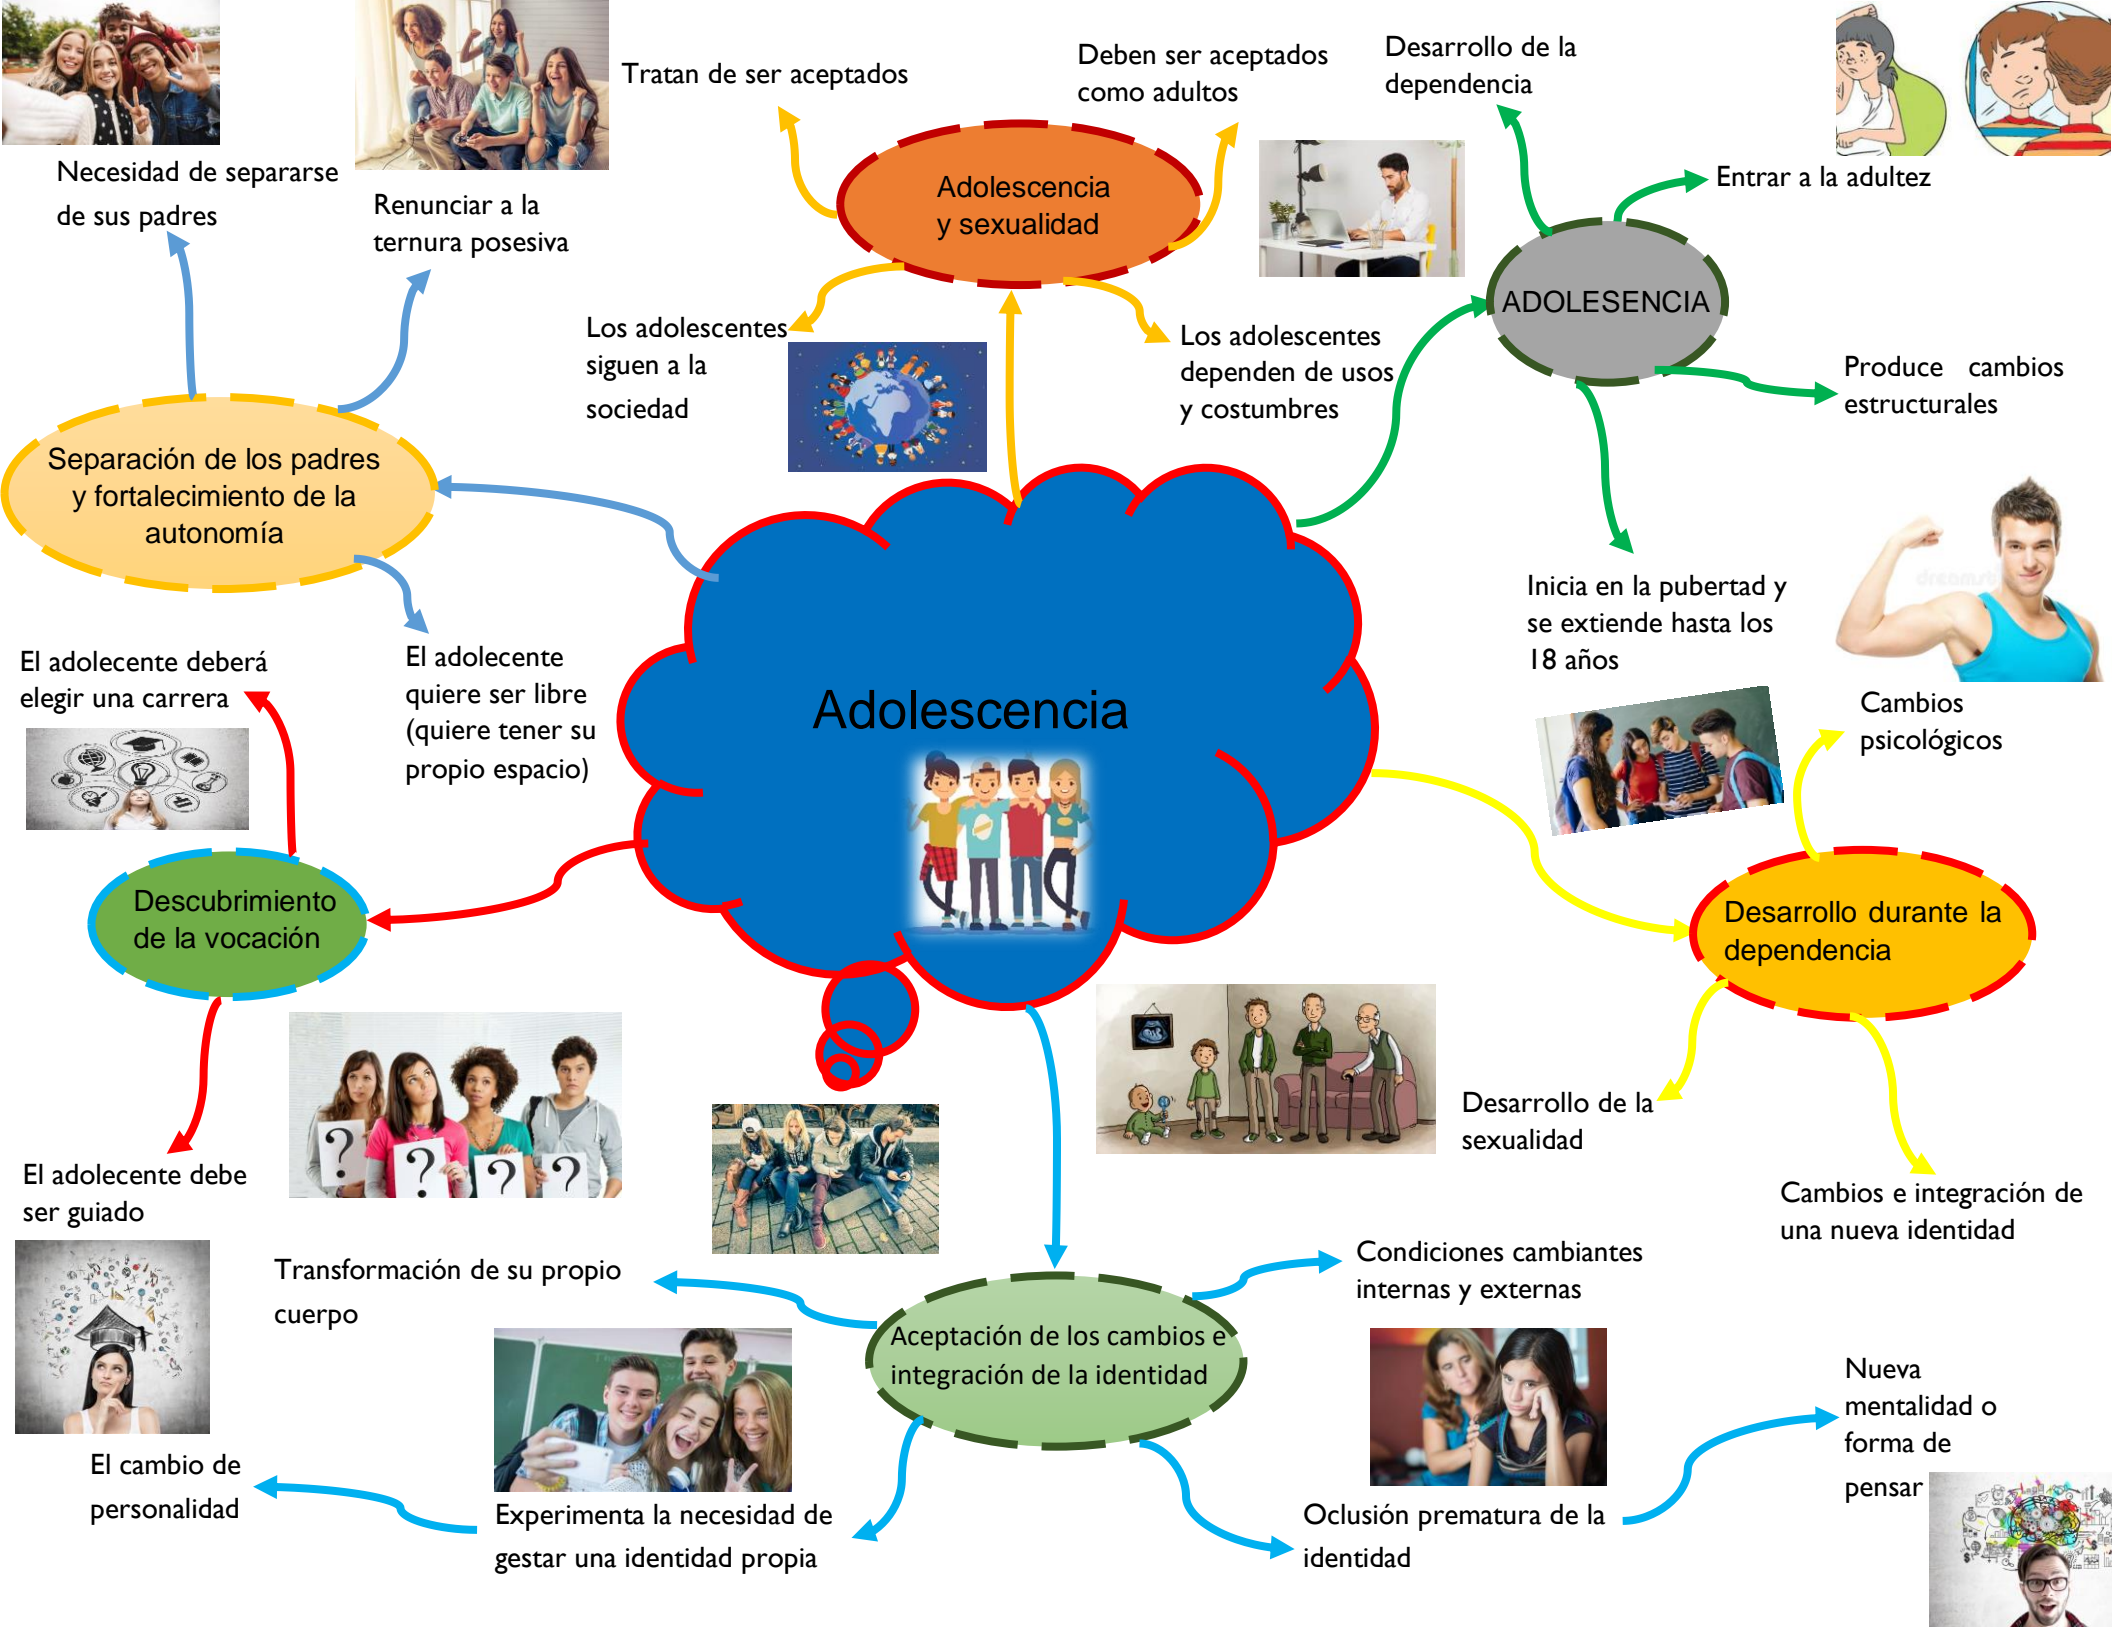 Tratan de ser aceptados
Deben ser aceptados
como adultos
Desarrollo de la
dependencia
Necesidad de separarse
de sus padres
Renunciar a la
ternura posesiva
Adolescencia
y sexualidad
Entrar a la adultez
ADOLESENCIA
Los adolescentes
siguen a la
sociedad
Los adolescentes
dependen de usos
y costumbres
Produce cambios
estructurales
Separación de los padres
y fortalecimiento de la
autonomía
Inicia en la pubertad y
se extiende hasta los
18 años
El adolecente deberá
elegir una carrera
El adolecente
quiere ser libre
(quiere tener su
propio espacio)
Adolescencia
Cambios
psicológicos
Descubrimiento
de la vocación
Desarrollo durante la
dependencia
? ? ? ?
Desarrollo de la
sexualidad
El adolecente debe
ser guiado
Cambios e integración de
una nueva identidad
Transformación de su propio
cuerpo
Condiciones cambiantes
internas y externas
Aceptación de los cambios e
integración de la identidad
Nueva
mentalidad o
forma de
pensar
El cambio de
personalidad
Experimenta la necesidad de
gestar una identidad propia
Oclusión prematura de la
identidad